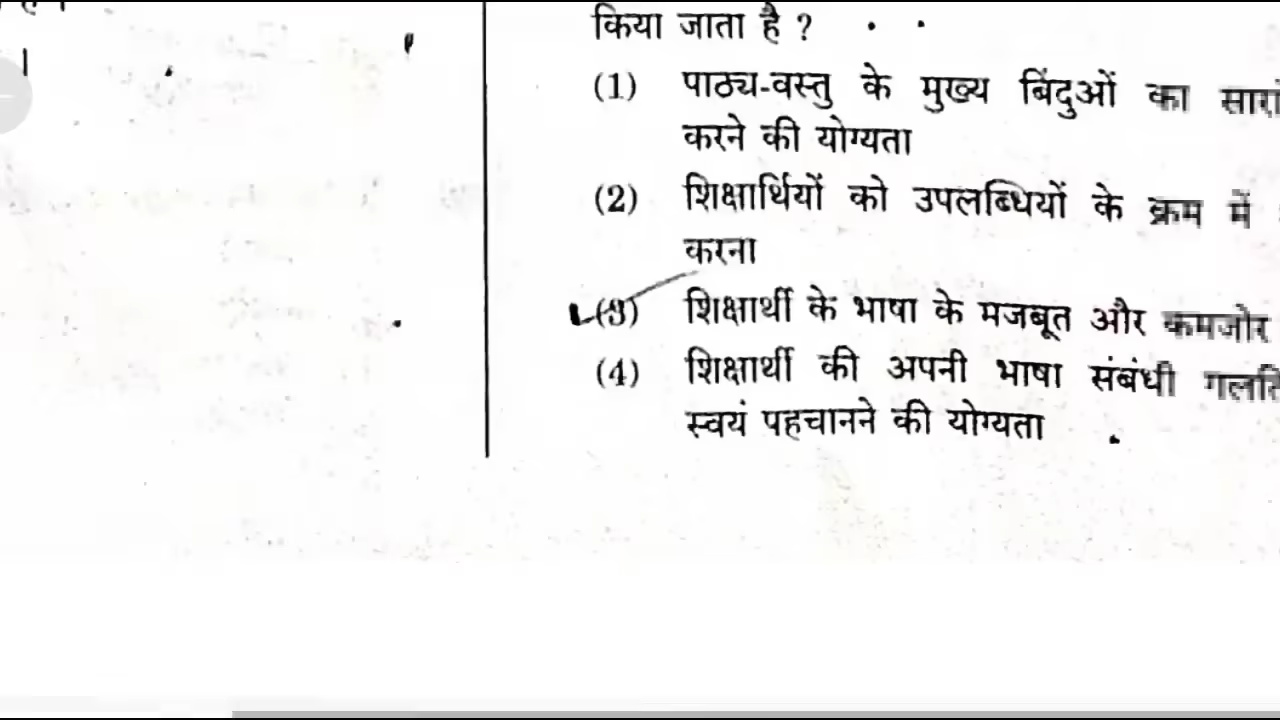 किया जाता है ?
(1) पाठ्य-वस्तु के मुख्य बिंदुओं का
करने की योग्यता
(2) शिक्षार्थियों को उपलब्धियों के क्रम में
करना
(3) शिक्षार्थी के भाषा के मजबूत और कमजोर
(4) शिक्षार्थी की अपनी भाषा संबंधी
स्वयं पहचानने की योग्यता